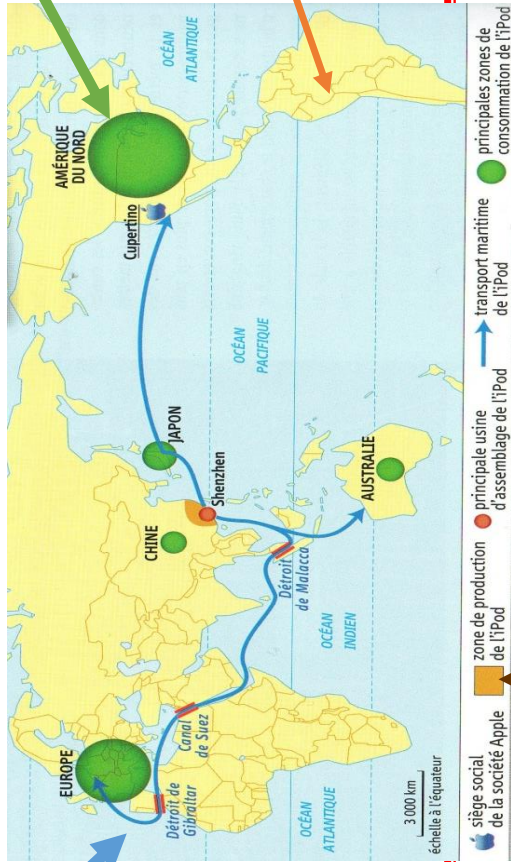 OCÉAN
ATLANTIQUE
AMÉRIQUE
DU NORD
Cupertino
OCÉAN
PACIFIQUE
JAPON
Shenzhen
CHINE
AUSTRALIE
Détroit
de Malacca
OCÉAN
INDIEN
EUROPE
Canal
de Suez
Détroit de
Gibraltar
OCÉAN
ATLANTIQUE
3 000 km
échelle à l'équateur
siège social
de la société Apple
zone de production
de l'iPod
principale usine
d'assemblage de l'iPod
transport maritime
de l'iPod
principales zones de
consommation de l'iPod